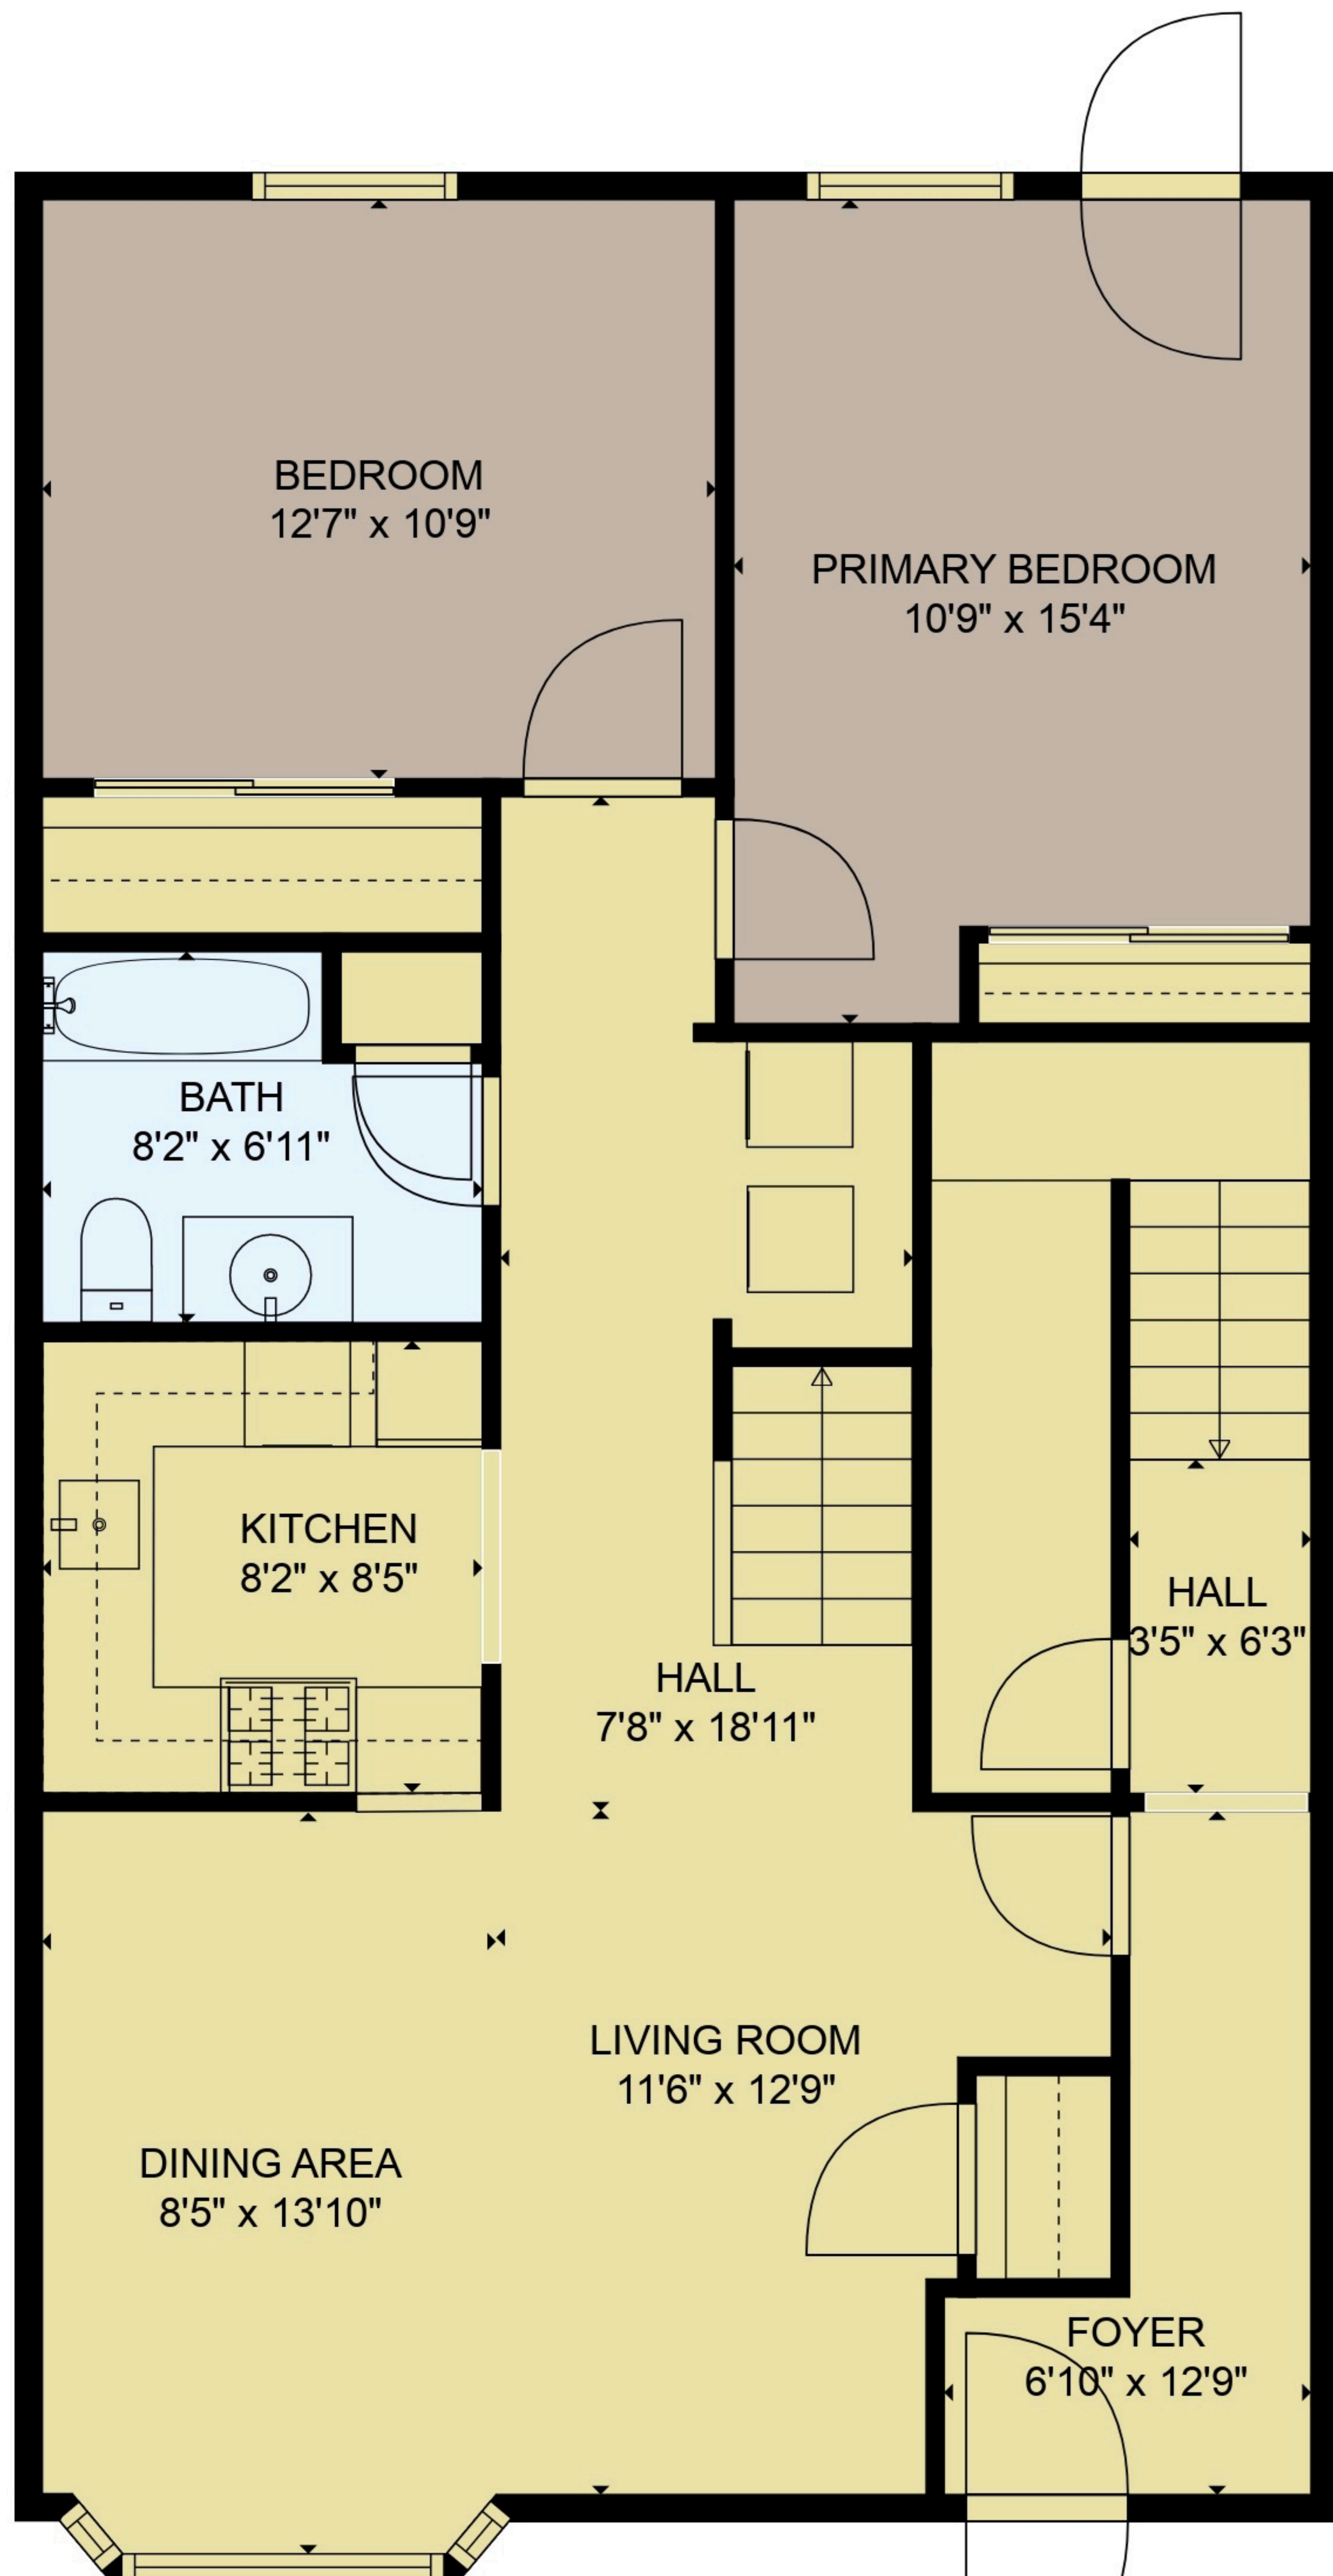 BEDROOM
12'7" x 10'9"
PRIMARY BEDROOM
10'9" x 15'4"
BATH
8'2" x 6'11"
KITCHEN
8'2" x 8'5"
HALL
3'5" x 6'3"
HALL
7'8" x 18'11"
LIVING ROOM
11'6" x 12'9"
DINING AREA
8'5" x 13'10"
FOYER
6'10" x 12'9"